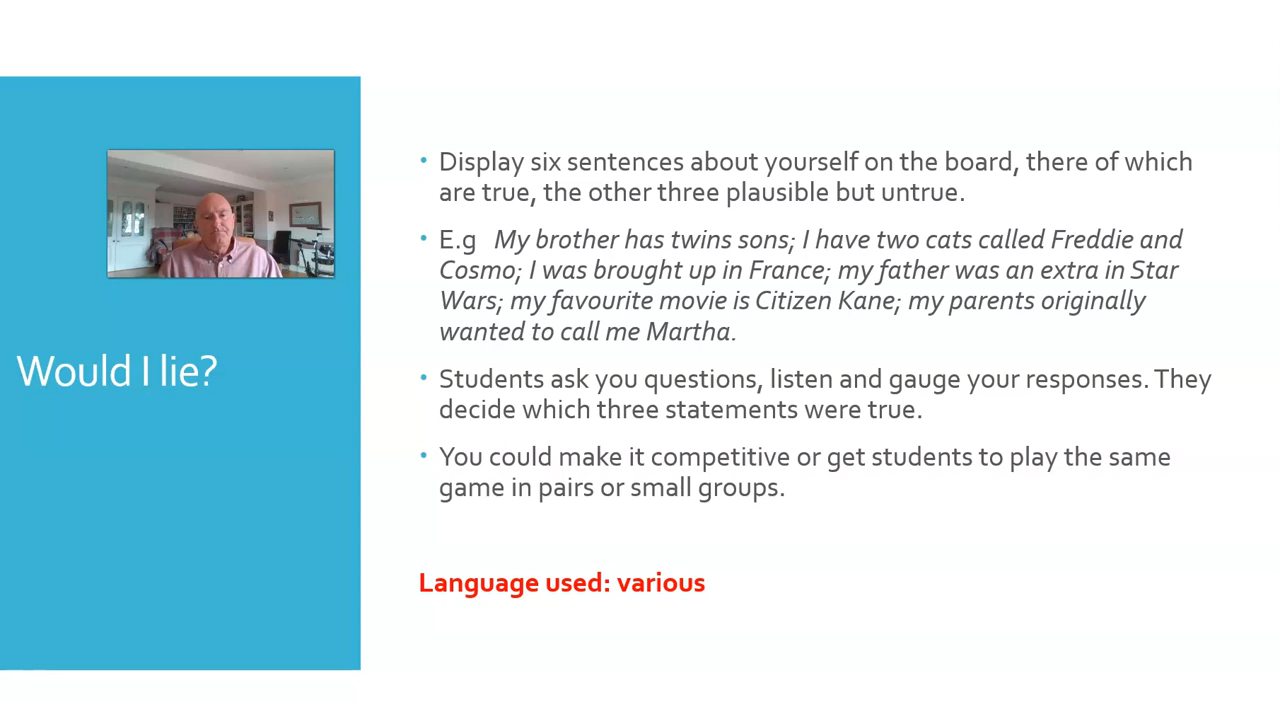 Would I lie?
• Display six sentences about yourself on the board, there of which
are true, the other three plausible but untrue.
• E.g My brother has twins sons; I have two cats called Freddie and
Cosmo; I was brought up in France; my father was an extra in Star
Wars; my favourite movie is Citizen Kane; my parents originally
wanted to call me Martha.
• Students ask you questions, listen and gauge your responses. They
decide which three statements were true.
• You could make it competitive or get students to play the same
game in pairs or small groups.
Language used: various